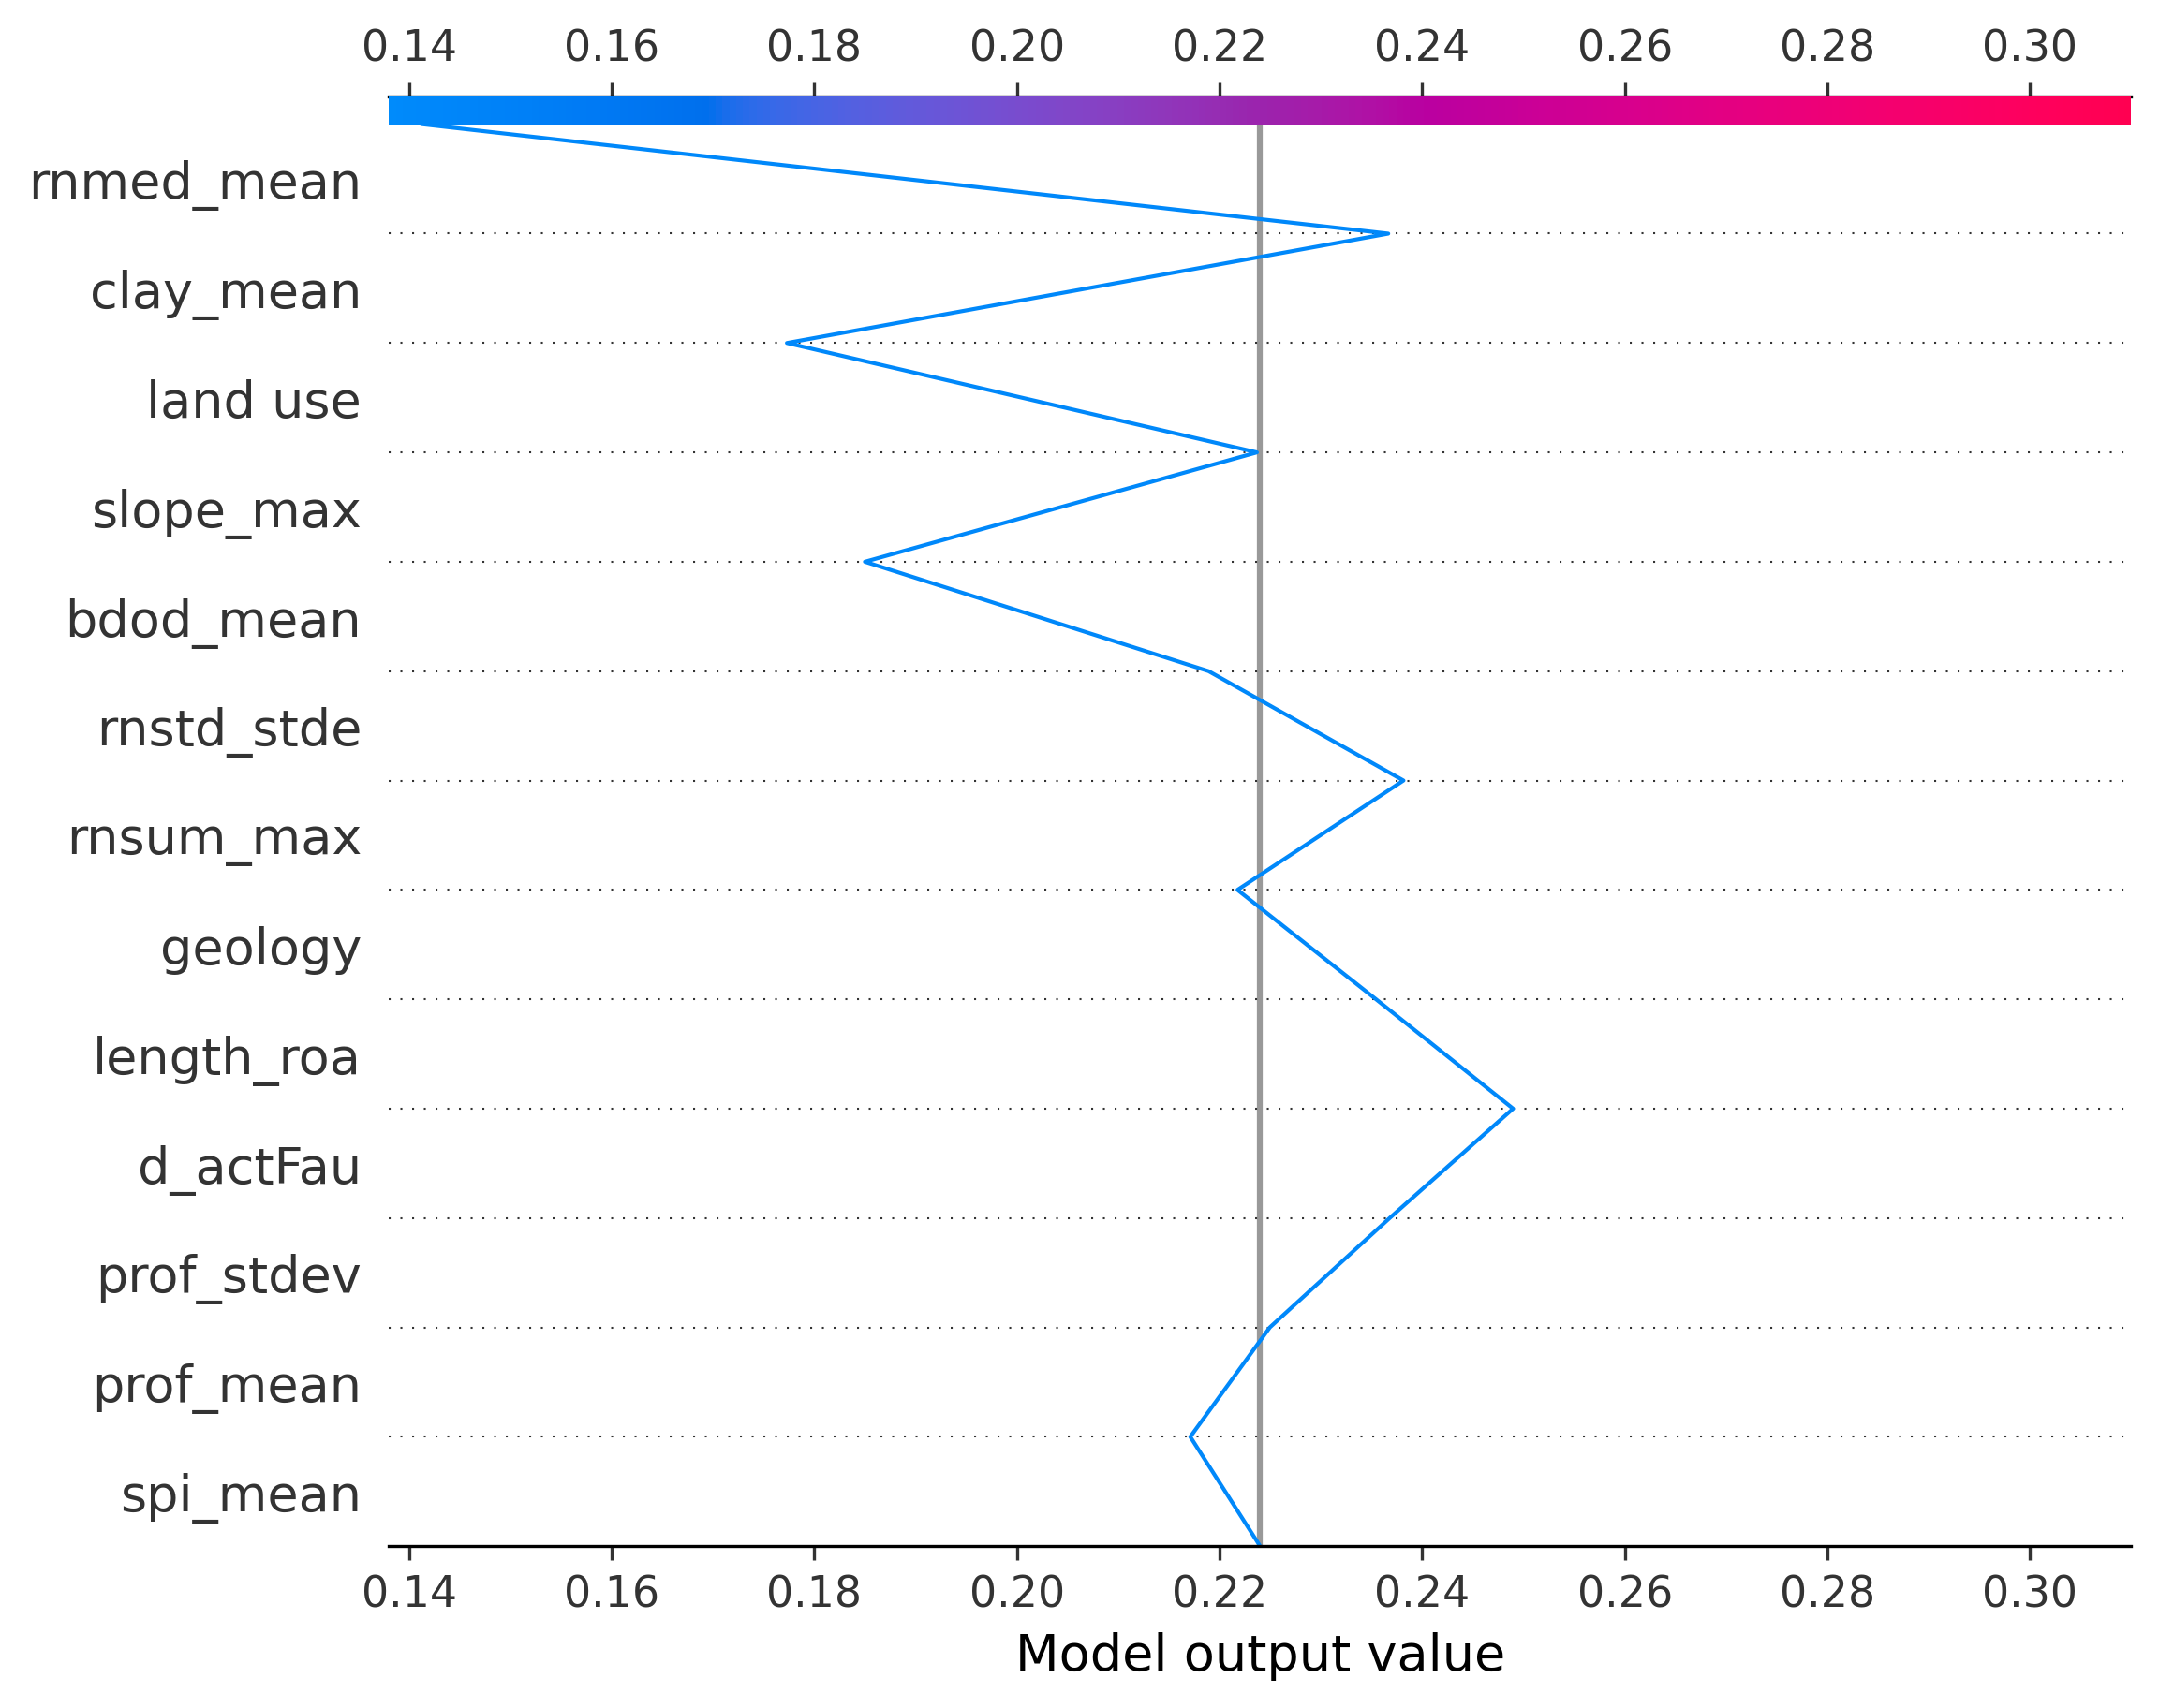 0.14 0.16 0.18 0.20 0.22 0.24 0.26 0.28 0.30
rnmed_mean
clay_mean
land use
slope_max
bdod_mean
rnstd_stde
rnsum_max
geology
length_roa
d_actFau
prof_stdev
prof_mean
spi_mean
0.14 0.16 0.18 0.20 0.22 0.24 0.26 0.28 0.30
Model output value